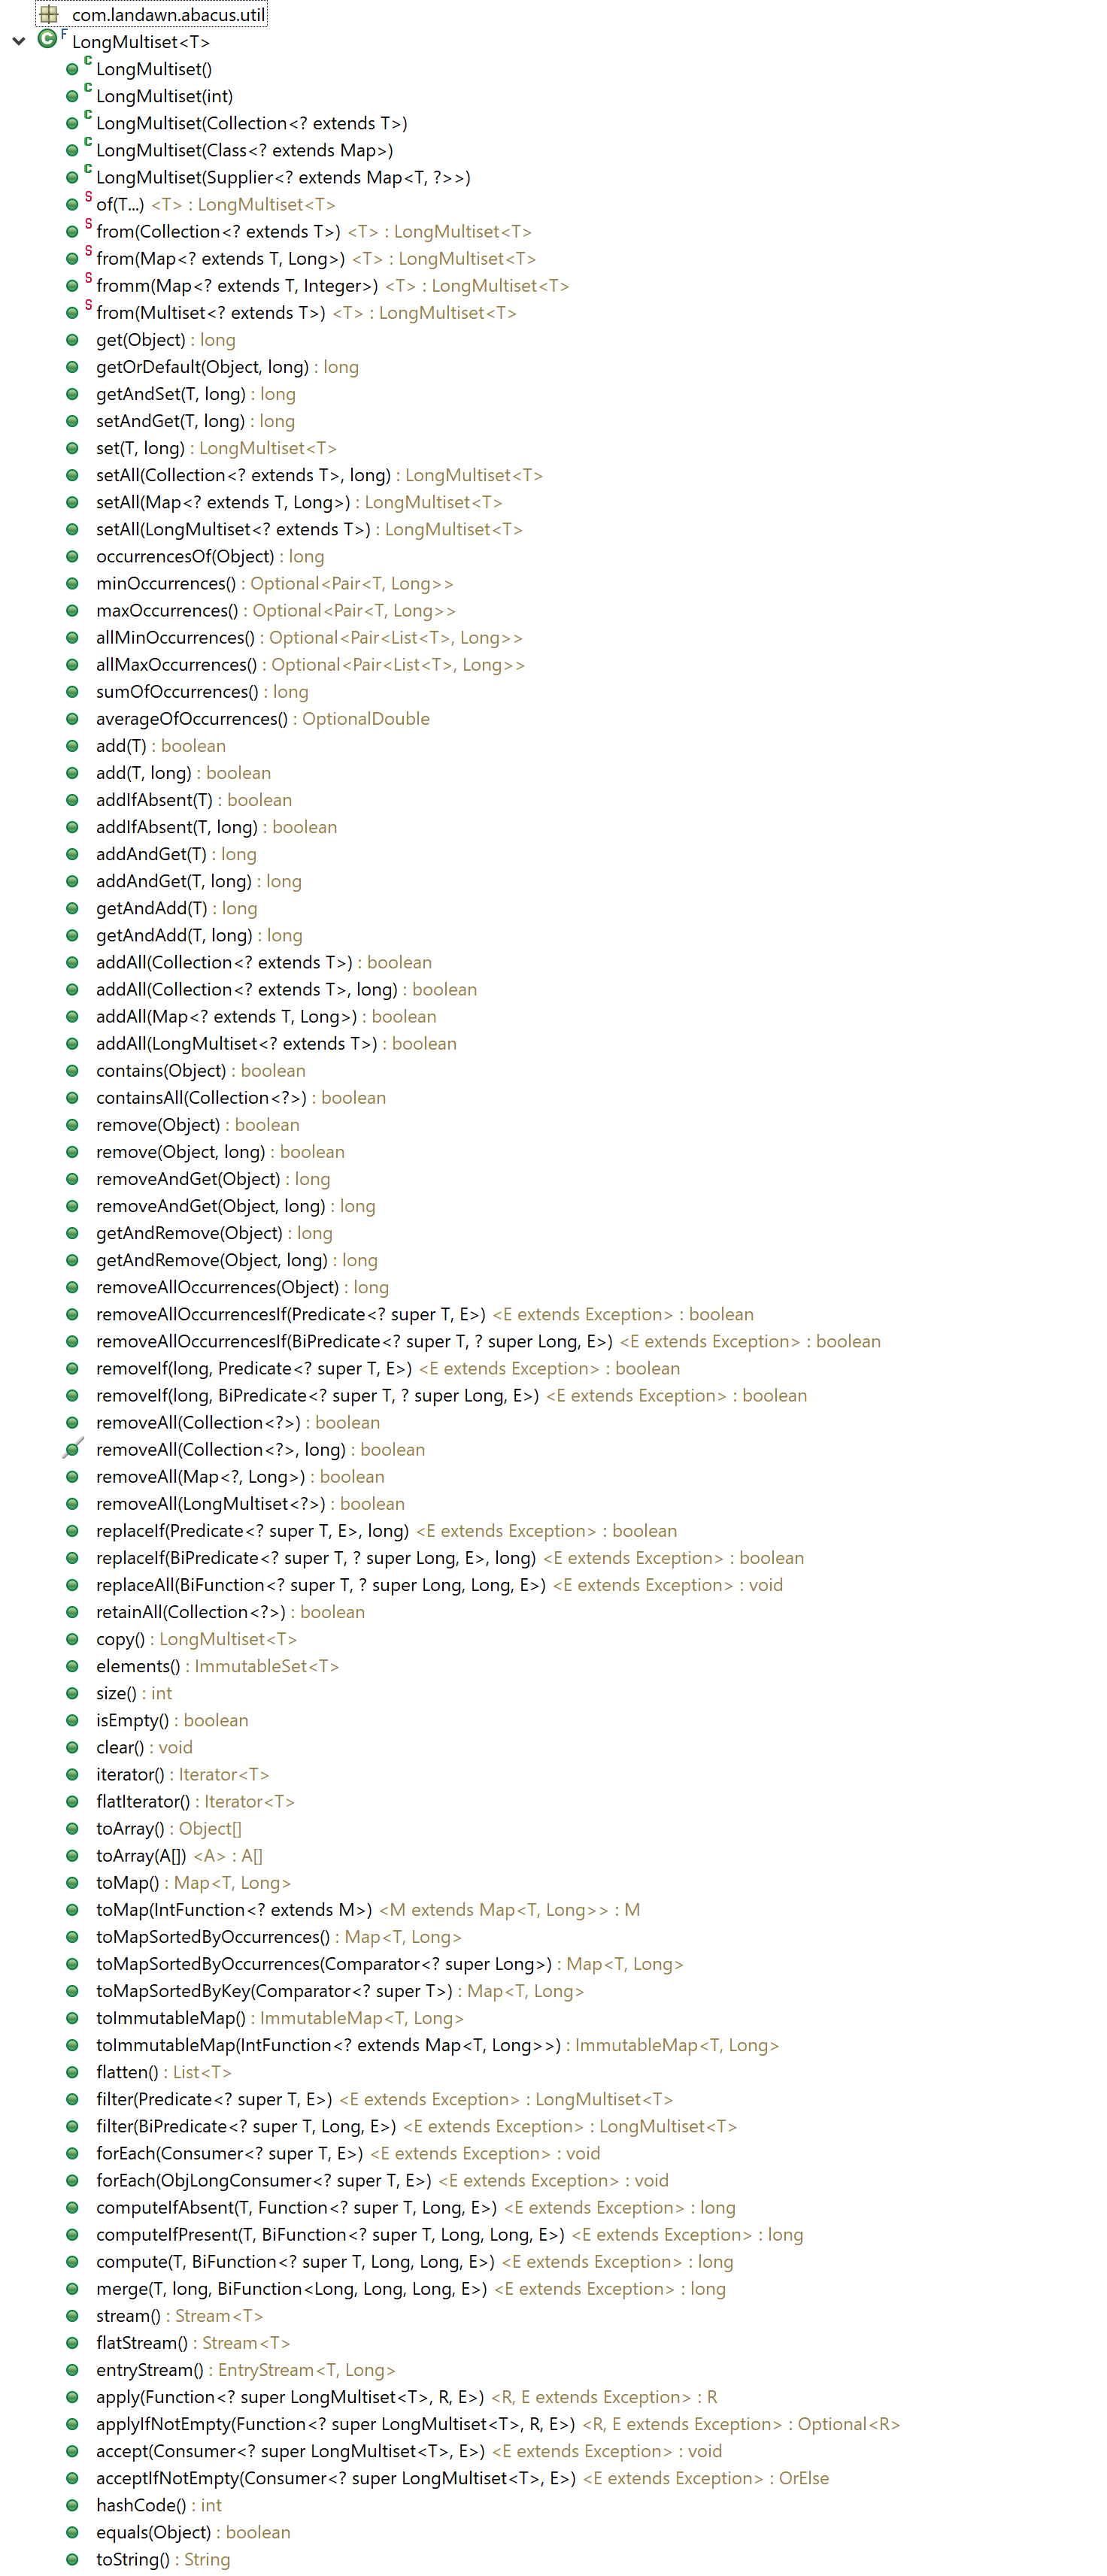 com.landawn.abacus.util
F LongMultiset<T>
C LongMultiset()
C LongMultiset(int)
C LongMultiset(Collection<? extends T>)
C LongMultiset(Class<? extends Map>)
C LongMultiset(Supplier<? extends Map<T, ?>>)
S of(T...) <T> : LongMultiset<T>
S from(Collection<? extends T>) <T> : LongMultiset<T>
S from(Map<? extends T, Long>) <T> : LongMultiset<T>
S fromm(Map<? extends T, Integer>) <T> : LongMultiset<T>
S from(Multiset<? extends T>) <T> : LongMultiset<T>
get(Object) : long
getOrDefault(Object, long) : long
getAndSet(T, long) : long
setAndGet(T, long) : long
set(T, long) : LongMultiset<T>
setAll(Collection<? extends T>, long) : LongMultiset<T>
setAll(Map<? extends T, Long>) : LongMultiset<T>
setAll(LongMultiset<? extends T>) : LongMultiset<T>
occurrencesOf(Object) : long
minOccurrences() : Optional<Pair<T, Long>>
maxOccurrences() : Optional<Pair<T, Long>>
allMinOccurrences() : Optional<Pair<List<T>, Long>>
allMaxOccurrences() : Optional<Pair<List<T>, Long>>
sumOfOccurrences() : long
averageOfOccurrences() : OptionalDouble
add(T) : boolean
add(T, long) : boolean
addIfAbsent(T) : boolean
addIfAbsent(T, long) : boolean
addAndGet(T) : long
addAndGet(T, long) : long
getAndAdd(T) : long
getAndAdd(T, long) : long
addAll(Collection<? extends T>) : boolean
addAll(Collection<? extends T>, long) : boolean
addAll(Map<? extends T, Long>) : boolean
addAll(LongMultiset<? extends T>) : boolean
contains(Object) : boolean
containsAll(Collection<?>) : boolean
remove(Object) : boolean
remove(Object, long) : boolean
removeAndGet(Object) : long
removeAndGet(Object, long) : long
getAndRemove(Object) : long
getAndRemove(Object, long) : long
removeAllOccurrences(Object) : long
removeAllOccurrencesIf(Predicate<? super T, E>) <E extends Exception> : boolean
removeAllOccurrencesIf(BiPredicate<? super T, ? super Long, E>) <E extends Exception> : boolean
removeIf(long, Predicate<? super T, E>) <E extends Exception> : boolean
removeIf(long, BiPredicate<? super T, ? super Long, E>) <E extends Exception> : boolean
removeAll(Collection<?>) : boolean
removeAll(Collection<?>, long) : boolean
removeAll(Map<?, Long>) : boolean
removeAll(LongMultiset<?>) : boolean
replaceIf(Predicate<? super T, E>, long) <E extends Exception> : boolean
replaceIf(BiPredicate<? super T, ? super Long, E>, long) <E extends Exception> : boolean
replaceAll(BiFunction<? super T, ? super Long, Long, E>) <E extends Exception> : void
retainAll(Collection<?>) : boolean
copy() : LongMultiset<T>
elements() : ImmutableSet<T>
size() : int
isEmpty() : boolean
clear() : void
iterator() : Iterator<T>
flatIterator() : Iterator<T>
toArray() : Object[]
toArray(A[]) <A> : A[]
toMap() : Map<T, Long>
toMap(IntFunction<? extends M>) <M extends Map<T, Long>> : M
toMapSortedByOccurrences() : Map<T, Long>
toMapSortedByOccurrences(Comparator<? super Long>) : Map<T, Long>
toMapSortedByKey(Comparator<? super T>) : Map<T, Long>
toImmutableMap() : ImmutableMap<T, Long>
toImmutableMap(IntFunction<? extends Map<T, Long>>) : ImmutableMap<T, Long>
flatten() : List<T>
filter(Predicate<? super T, E>) <E extends Exception> : LongMultiset<T>
filter(BiPredicate<? super T, Long, E>) <E extends Exception> : LongMultiset<T>
forEach(Consumer<? super T, E>) <E extends Exception> : void
forEach(ObjLongConsumer<? super T, E>) <E extends Exception> : void
computeIfAbsent(T, Function<? super T, Long, E>) <E extends Exception> : long
computeIfPresent(T, BiFunction<? super T, Long, Long, E>) <E extends Exception> : long
compute(T, BiFunction<? super T, Long, Long, E>) <E extends Exception> : long
merge(T, long, BiFunction<Long, Long, Long, E>) <E extends Exception> : long
stream() : Stream<T>
flatStream() : Stream<T>
entryStream() : EntryStream<T, Long>
apply(Function<? super LongMultiset<T>, R, E>) <R, E extends Exception> : R
applyIfNotEmpty(Function<? super LongMultiset<T>, R, E>) <R, E extends Exception> : Optional<R>
accept(Consumer<? super LongMultiset<T>, E>) <E extends Exception> : void
acceptIfNotEmpty(Consumer<? super LongMultiset<T>, E>) <E extends Exception> : OrElse
hashCode() : int
equals(Object) : boolean
toString() : String